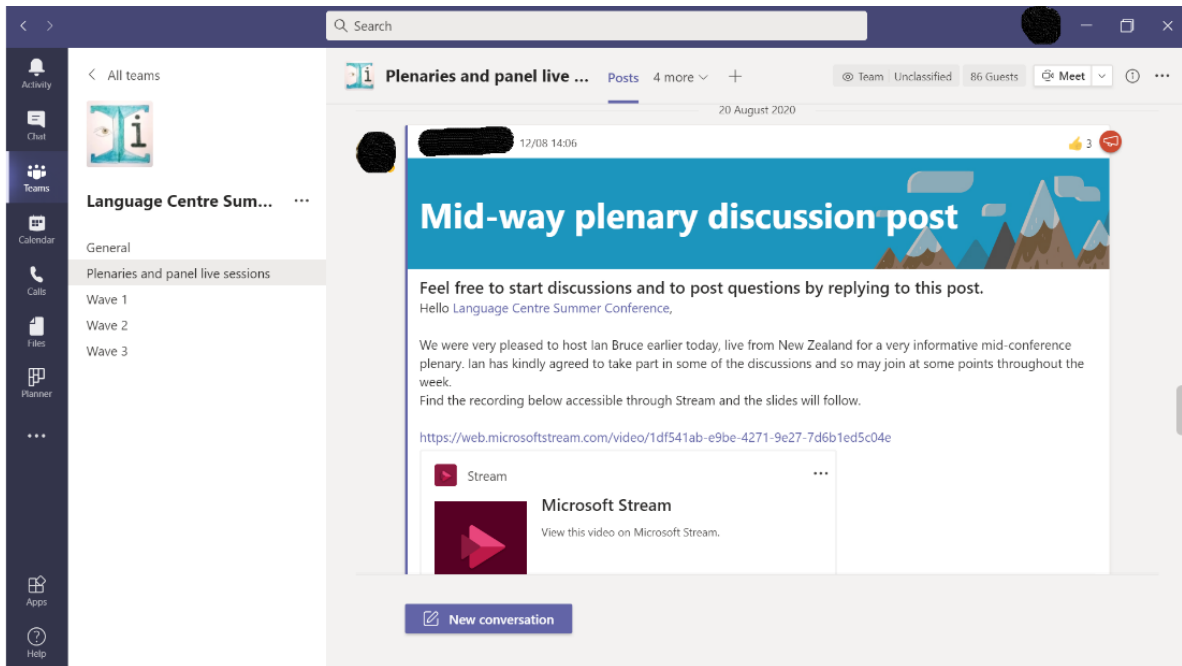 Search
Activity
Chat
Teams
Calendar
Calls
Files
Planner
Apps
Help
All teams
i
Language Centre Sum...
General
Plenaries and panel live sessions
Wave 1
Wave 2
Wave 3
i Plenaries and panel live ... Posts 4 more Team Unclassified 86 Guests Meet
20 August 2020
12/08 14:06 3
Mid-way plenary discussion post
Feel free to start discussions and to post questions by replying to this post.
Hello Language Centre Summer Conference,
We were very pleased to host Ian Bruce earlier today, live from New Zealand for a very informative mid-conference
plenary. Ian has kindly agreed to take part in some of the discussions and so may join at some points throughout the
week.
Find the recording below accessible through Stream and the slides will follow.
https://web.microsoftstream.com/video/1df541ab-e9be-4271-9e27-7d6b1ed5c04e
Stream
Microsoft Stream
View this video on Microsoft Stream.
New conversation